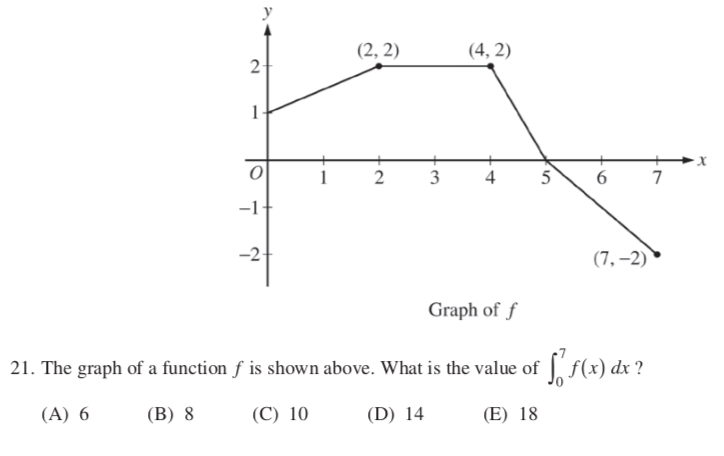 y
(2, 2)
(4, 2)
2
1
O
1
2
3
4
5
6
7
x
−1
−2
(7, −2)
Graph of f
21. The graph of a function f is shown above. What is the value of ∫₀⁷ f(x) dx ?
(A) 6 (B) 8 (C) 10 (D) 14 (E) 18